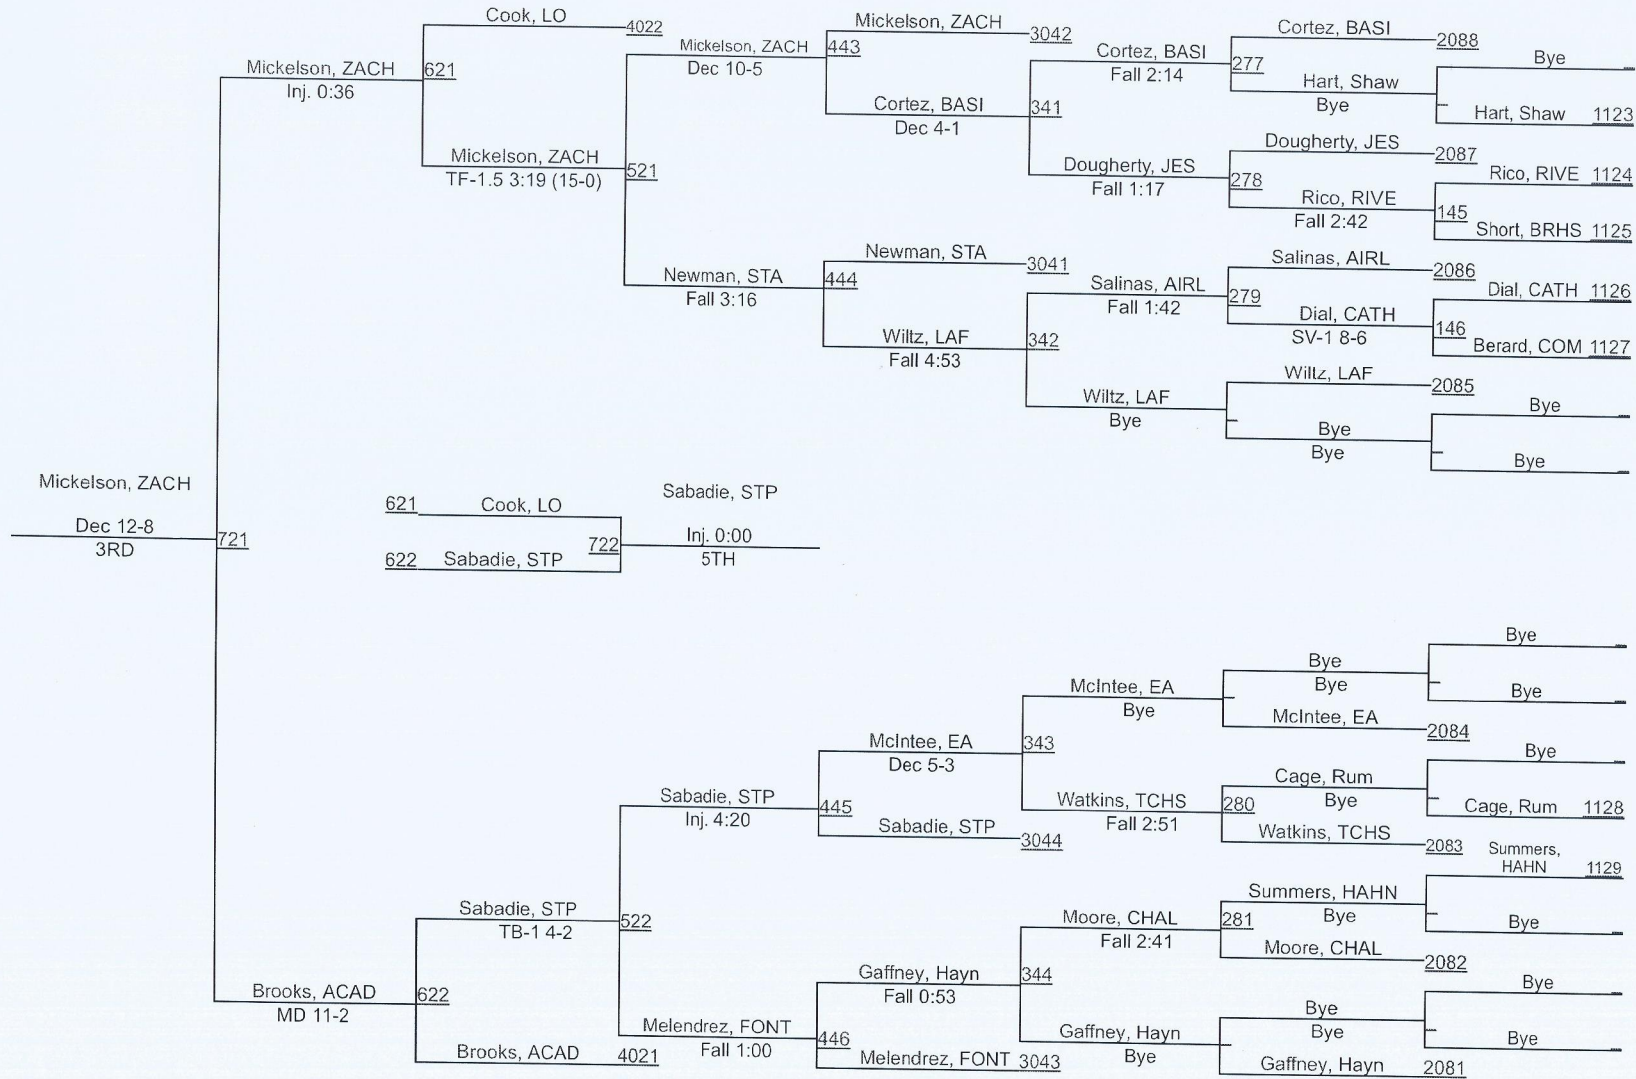 Cook, LO
4022
Mickelson, ZACH
3042
Cortez, BASI
2088
Bye
Mickelson, ZACH
Inj. 0:36
621
Mickelson, ZACH
Dec 10-5
443
Cortez, BASI
Fall 2:14
277
Hart, Shaw
Bye
Hart, Shaw 1123
Cortez, BASI
Dec 4-1
341
Dougherty, JES
2087
Rico, RIVE 1124
Mickelson, ZACH
TF-1.5 3:19 (15-0)
521
Dougherty, JES
Fall 1:17
278
Rico, RIVE
Fall 2:42
145
Short, BRHS 1125
Newman, STA
3041
Salinas, AIRL
2086
Dial, CATH 1126
Newman, STA
Fall 3:16
444
Salinas, AIRL
Fall 1:42
279
Dial, CATH
SV-1 8-6
146
Berard, COM 1127
Wiltz, LAF
Fall 4:53
342
Wiltz, LAF
2085
Bye
Wiltz, LAF
Bye
Bye
Bye
Bye
Mickelson, ZACH
Dec 12-8
3RD
721
621 Cook, LO
622 Sabadie, STP
722
Sabadie, STP
Inj. 0:00
5TH
Bye
McIntee, EA
Bye
Bye
Bye
Bye
McIntee, EA
2084
McIntee, EA
Dec 5-3
343
Bye
Sabadie, STP
Inj. 4:20
445
Watkins, TCHS
Fall 2:51
280
Cage, Rum
Bye
Cage, Rum 1128
Sabadie, STP
3044
Watkins, TCHS
2083
Summers,
HAHN 1129
Sabadie, STP
TB-1 4-2
522
Moore, CHAL
Fall 2:41
281
Summers, HAHN
Bye
Bye
Moore, CHAL
2082
Gaffney, Hayn
Fall 0:53
344
Bye
Brooks, ACAD
MD 11-2
622
Melendrez, FONT
Fall 1:00
446
Gaffney, Hayn
Bye
Bye
Bye
Bye
Brooks, ACAD
4021
Melendrez, FONT 3043
Gaffney, Hayn
2081